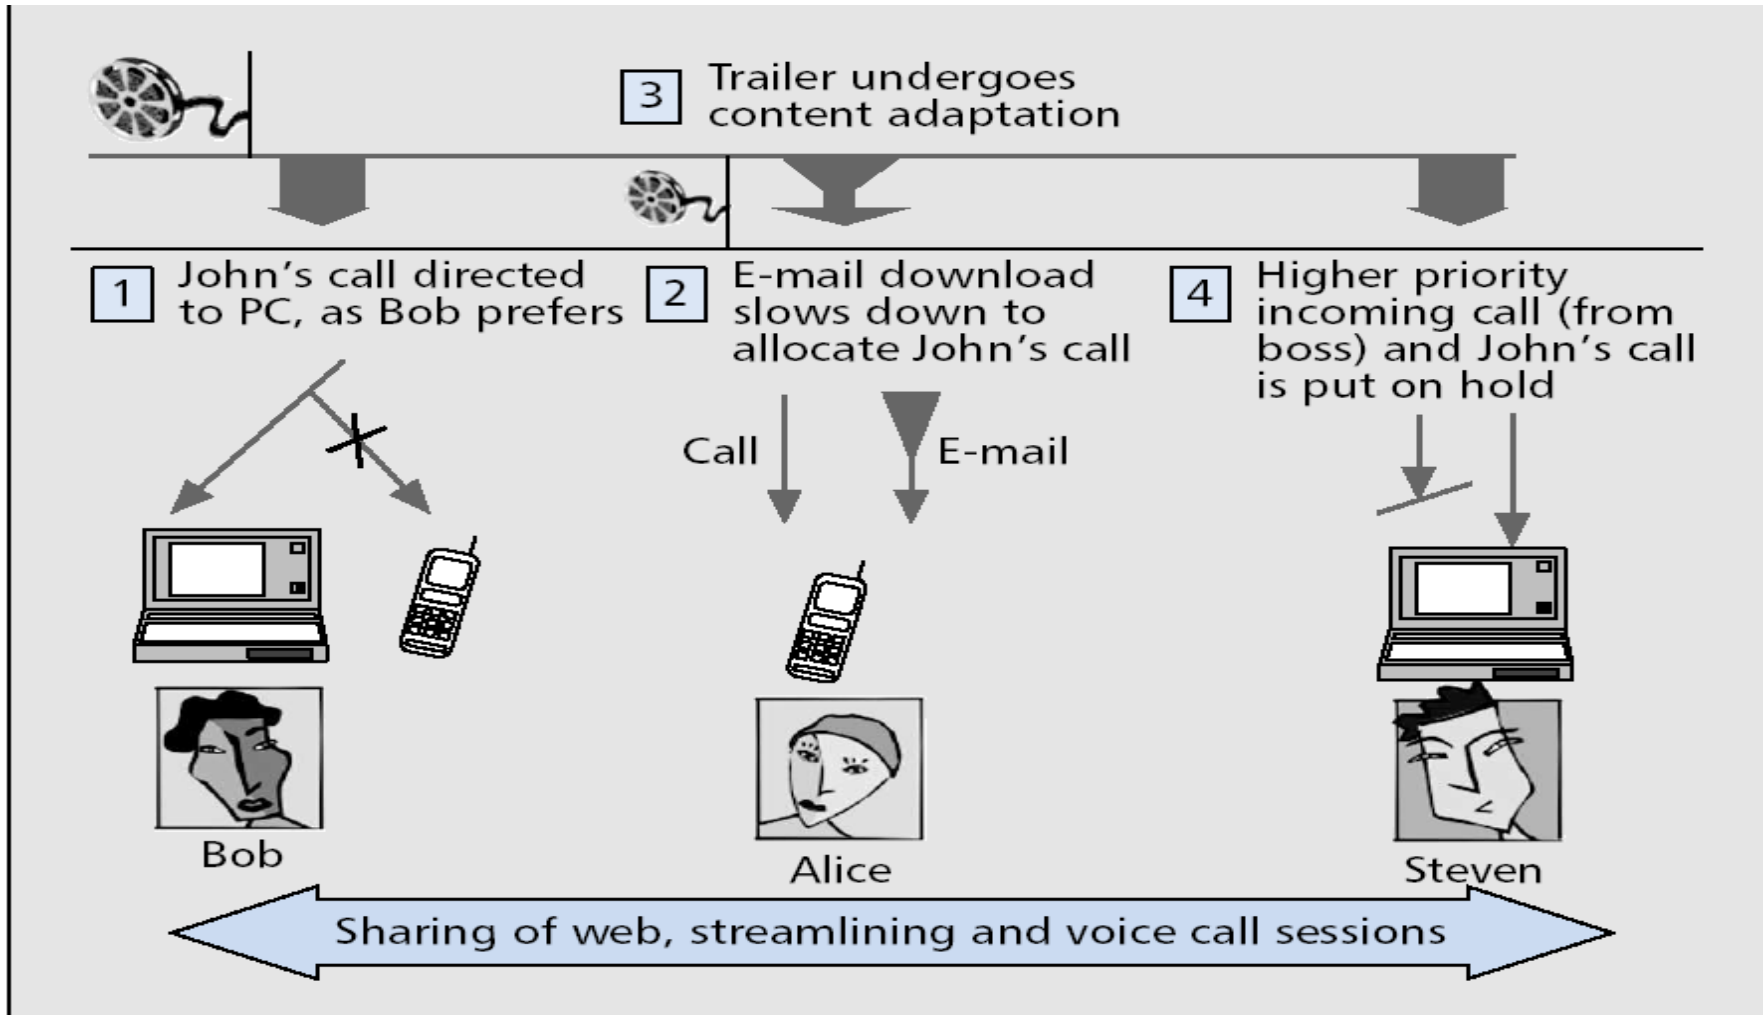 3
Trailer undergoes
content adaptation
1
John's call directed
to PC, as Bob prefers
2
E-mail download
slows down to
allocate John's call
4
Higher priority
incoming call (from
boss) and John's call
is put on hold
Call
E-mail
Bob
Alice
Steven
Sharing of web, streamlining and voice call sessions